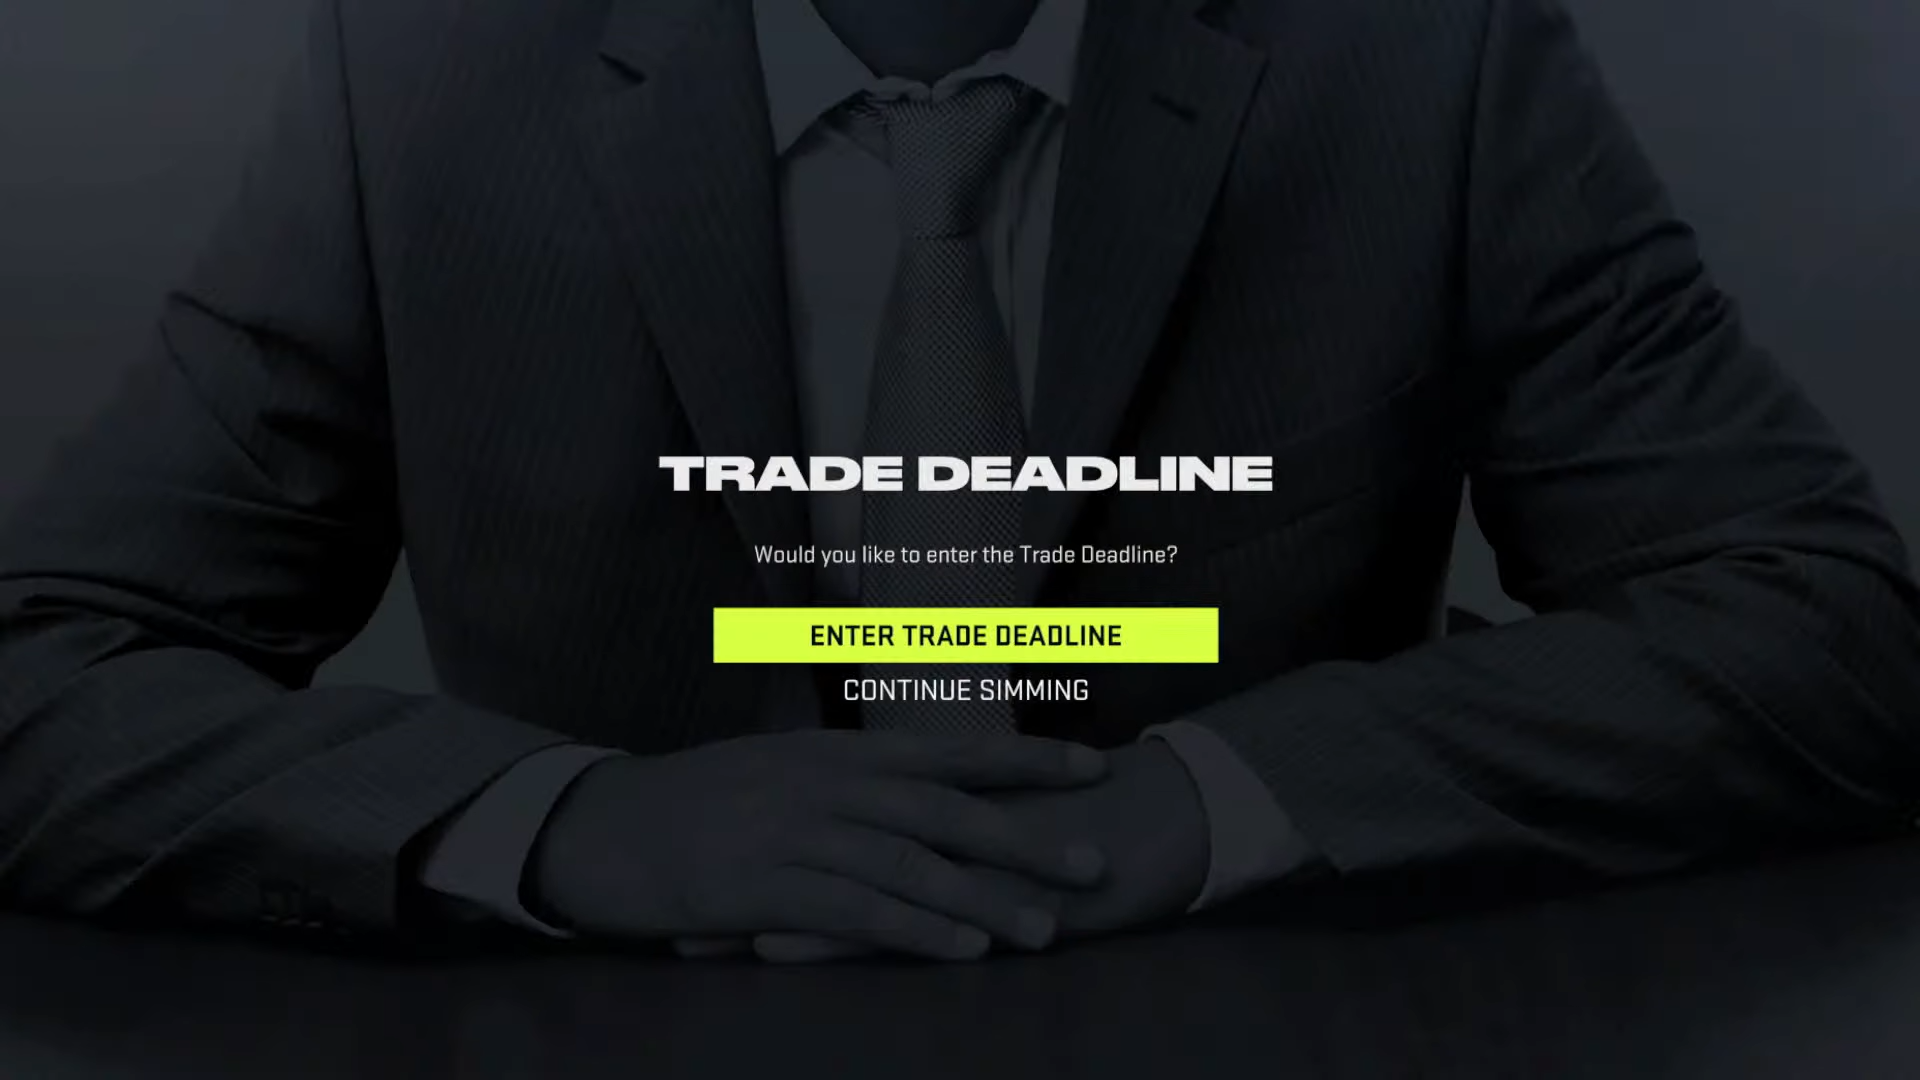 TRADE DEADLINE
Would you like to enter the Trade Deadline?
ENTER TRADE DEADLINE
CONTINUE SIMMING